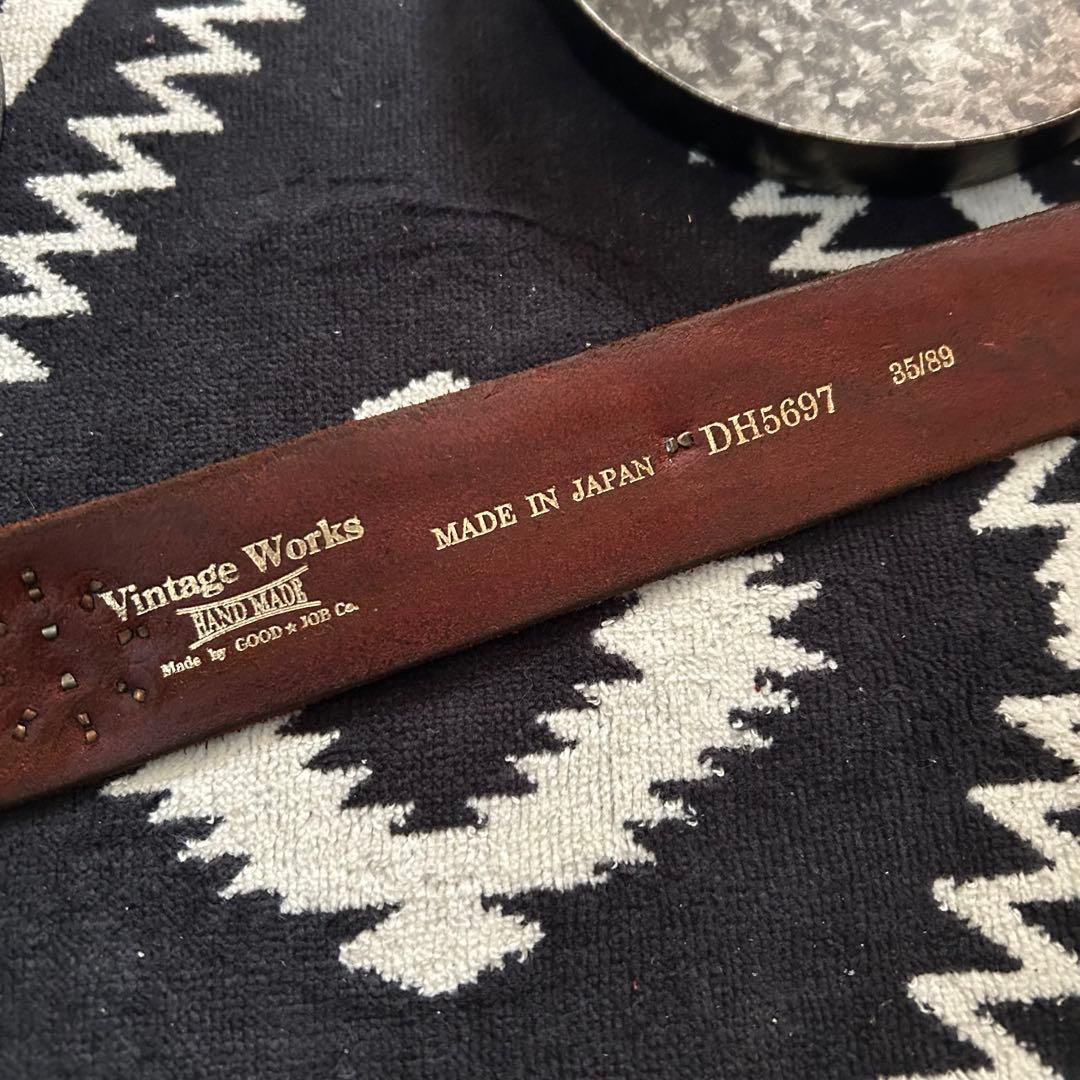 Vintage Works
HAND MADE
Made by GOOD★JOB Co.
MADE IN JAPAN
DH5697
35/89